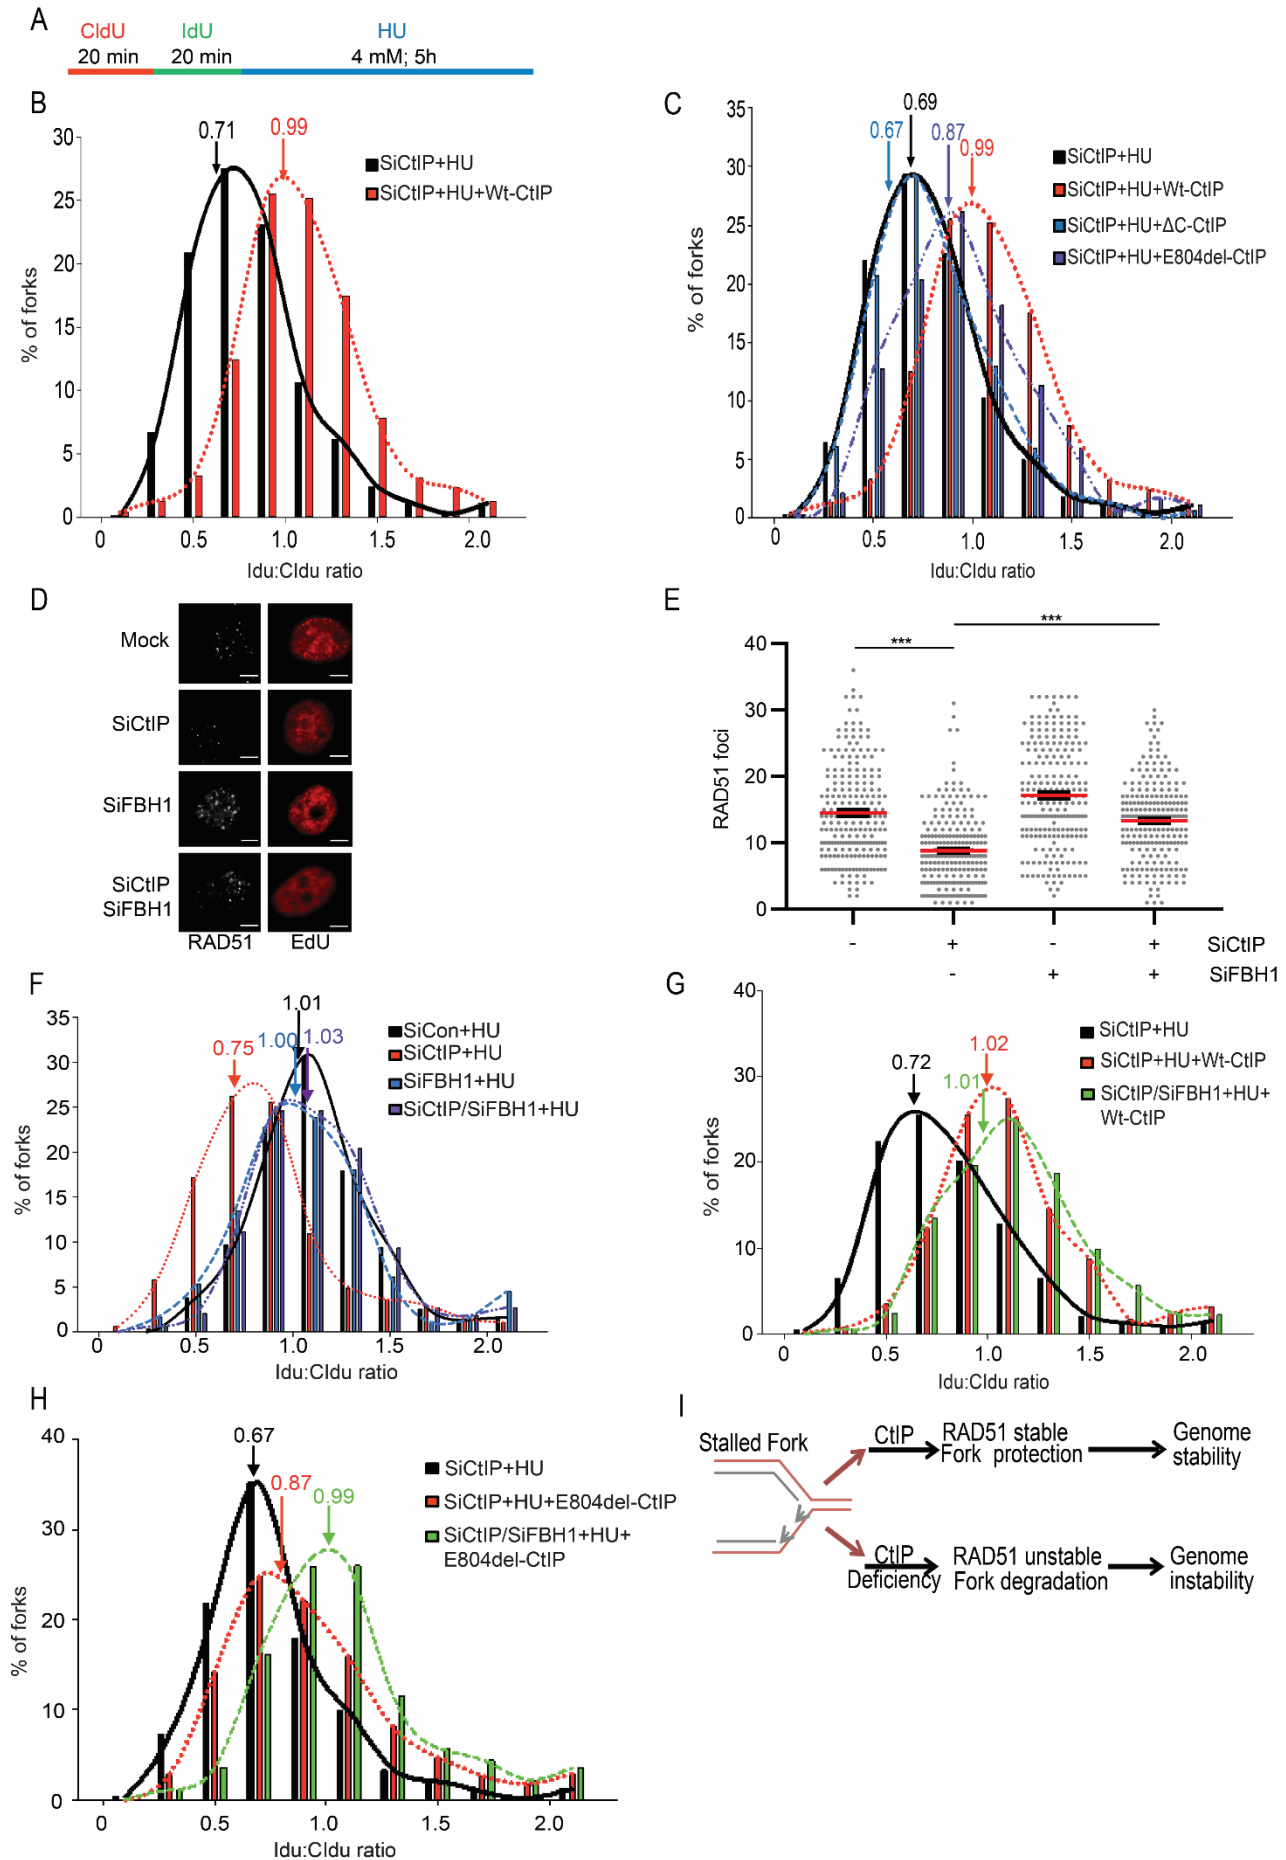 A
CldU
IdU
HU
20 min
20 min
4 mM; 5h
B
0.71
0.99
SiCtIP+HU
SiCtIP+HU+Wt-CtIP
% of forks
30
25
20
15
10
5
0
0
0.5
1.0
1.5
2.0
Idu:Cldu ratio
C
0.69
0.67
0.87
0.99
SiCtIP+HU
SiCtIP+HU+Wt-CtIP
SiCtIP+HU+ΔC-CtIP
SiCtIP+HU+E804del-CtIP
% of forks
35
30
25
20
15
10
5
0
0
0.5
1.0
1.5
2.0
Idu:Cldu ratio
D
Mock
SiCtIP
SiFBH1
SiCtIP
SiFBH1
RAD51
EdU
E
***
***
RAD51 foci
40
30
20
10
0
- + - + SiCtIP
- + + SiFBH1
F
1.01
0.75
1.00
1.03
SiCon+HU
SiCtIP+HU
SiFBH1+HU
SiCtIP/SiFBH1+HU
% of forks
35
30
25
20
15
10
5
0
0
0.5
1.0
1.5
2.0
Idu:Cldu ratio
G
0.72
1.02
1.01
SiCtIP+HU
SiCtIP+HU+Wt-CtIP
SiCtIP/SiFBH1+HU+
Wt-CtIP
% of forks
40
30
20
10
0
0
0.5
1.0
1.5
2.0
Idu:Cldu ratio
H
0.67
0.87
0.99
SiCtIP+HU
SiCtIP+HU+E804del-CtIP
SiCtIP/SiFBH1+HU+
E804del-CtIP
% of forks
40
30
20
10
0
0
0.5
1.0
1.5
2.0
Idu:Cldu ratio
I
Stalled Fork
CtIP
RAD51 stable
Fork protection
Genome
stability
CtIP
Deficiency
RAD51 unstable
Fork degradation
Genome
instability